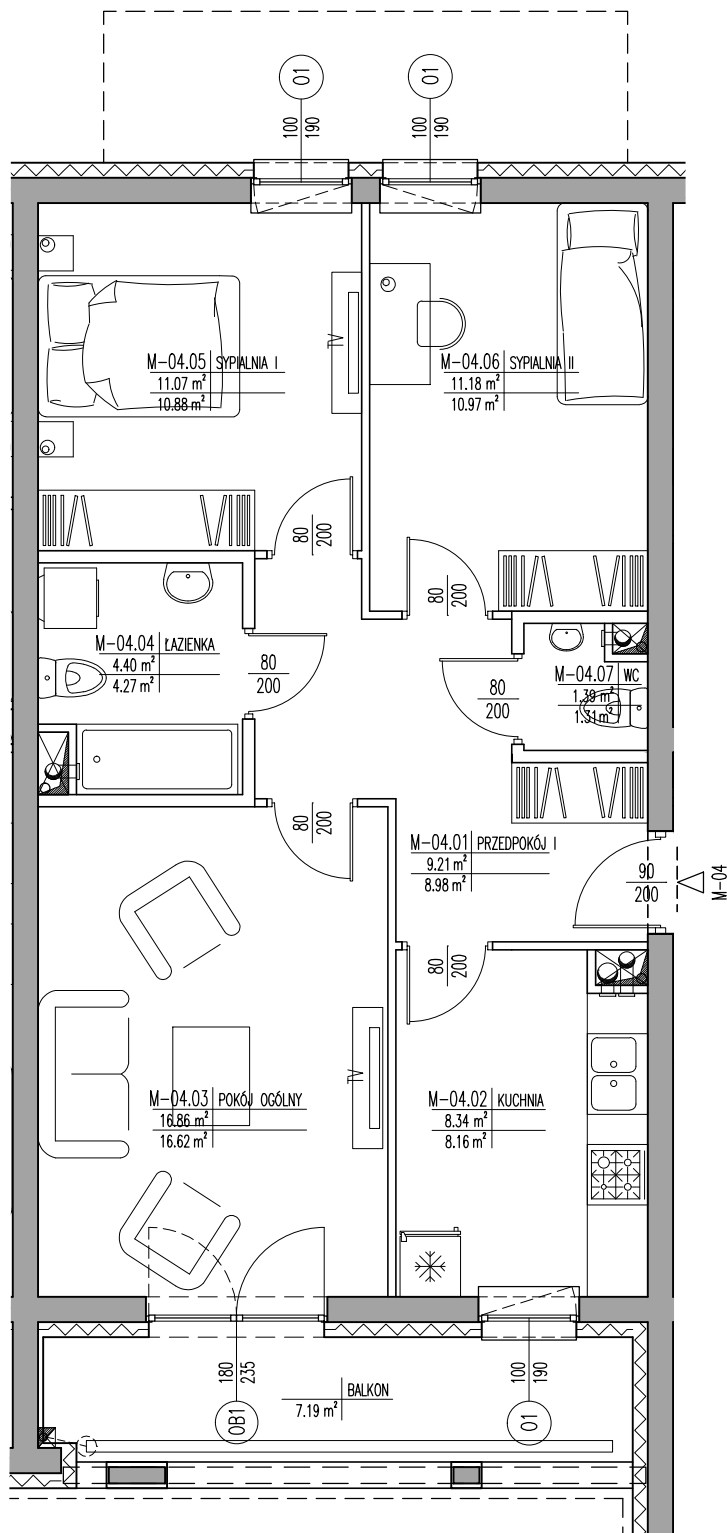 01
01
100
190
100
190
TV
M-04.05 SYPIALNIA I
11.07 m²
10.88 m²
M-04.06 SYPIALNIA II
11.18 m²
10.97 m²
80
200
80
200
M-04.04 ŁAZIENKA
4.40 m²
4.27 m²
80
200
80
200
M-04.07 WC
1.39 m²
1.31 m²
80
200
M-04.01 PRZEDPOKÓJ I
9.21 m²
8.98 m²
90
200
M-04
80
200
TV
M-04.03 POKÓJ OGÓLNY
16.86 m²
16.62 m²
M-04.02 KUCHNIA
8.34 m²
8.16 m²
180
235
0B1
BALKON
7.19 m²
100
190
01